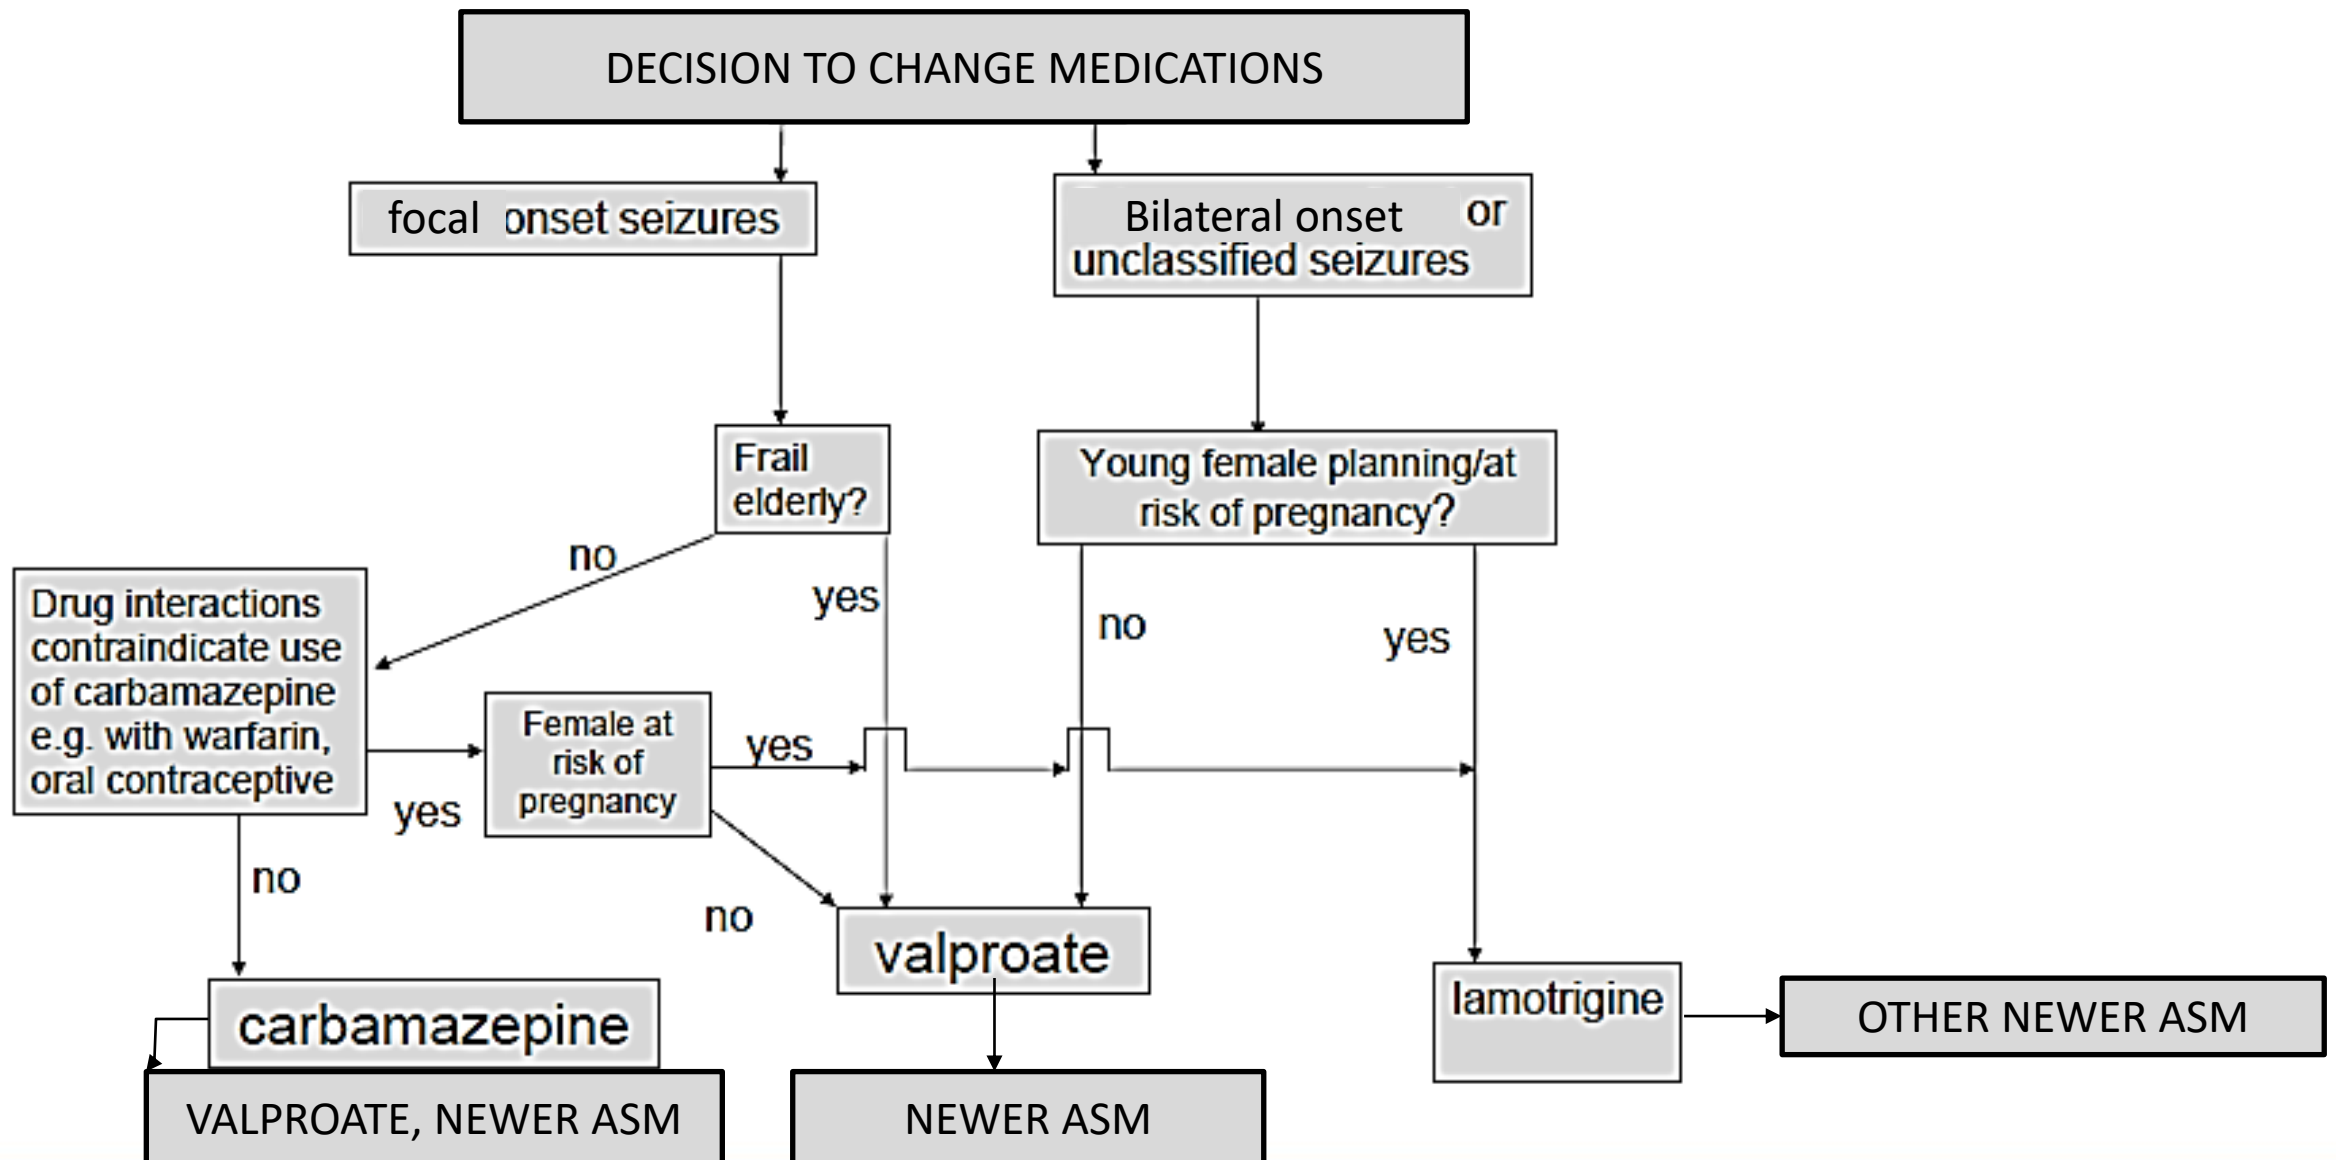 DECISION TO CHANGE MEDICATIONS
focal onset seizures
Bilateral onset or
unclassified seizures
Frail
elderly?
Young female planning/at
risk of pregnancy?
no
yes
no
yes
Drug interactions
contraindicate use
of carbamazepine
e.g. with warfarin,
oral contraceptive
Female at
risk of
pregnancy
yes
yes
no
no
valproate
carbamazepine
lamotrigine
OTHER NEWER ASM
VALPROATE, NEWER ASM
NEWER ASM